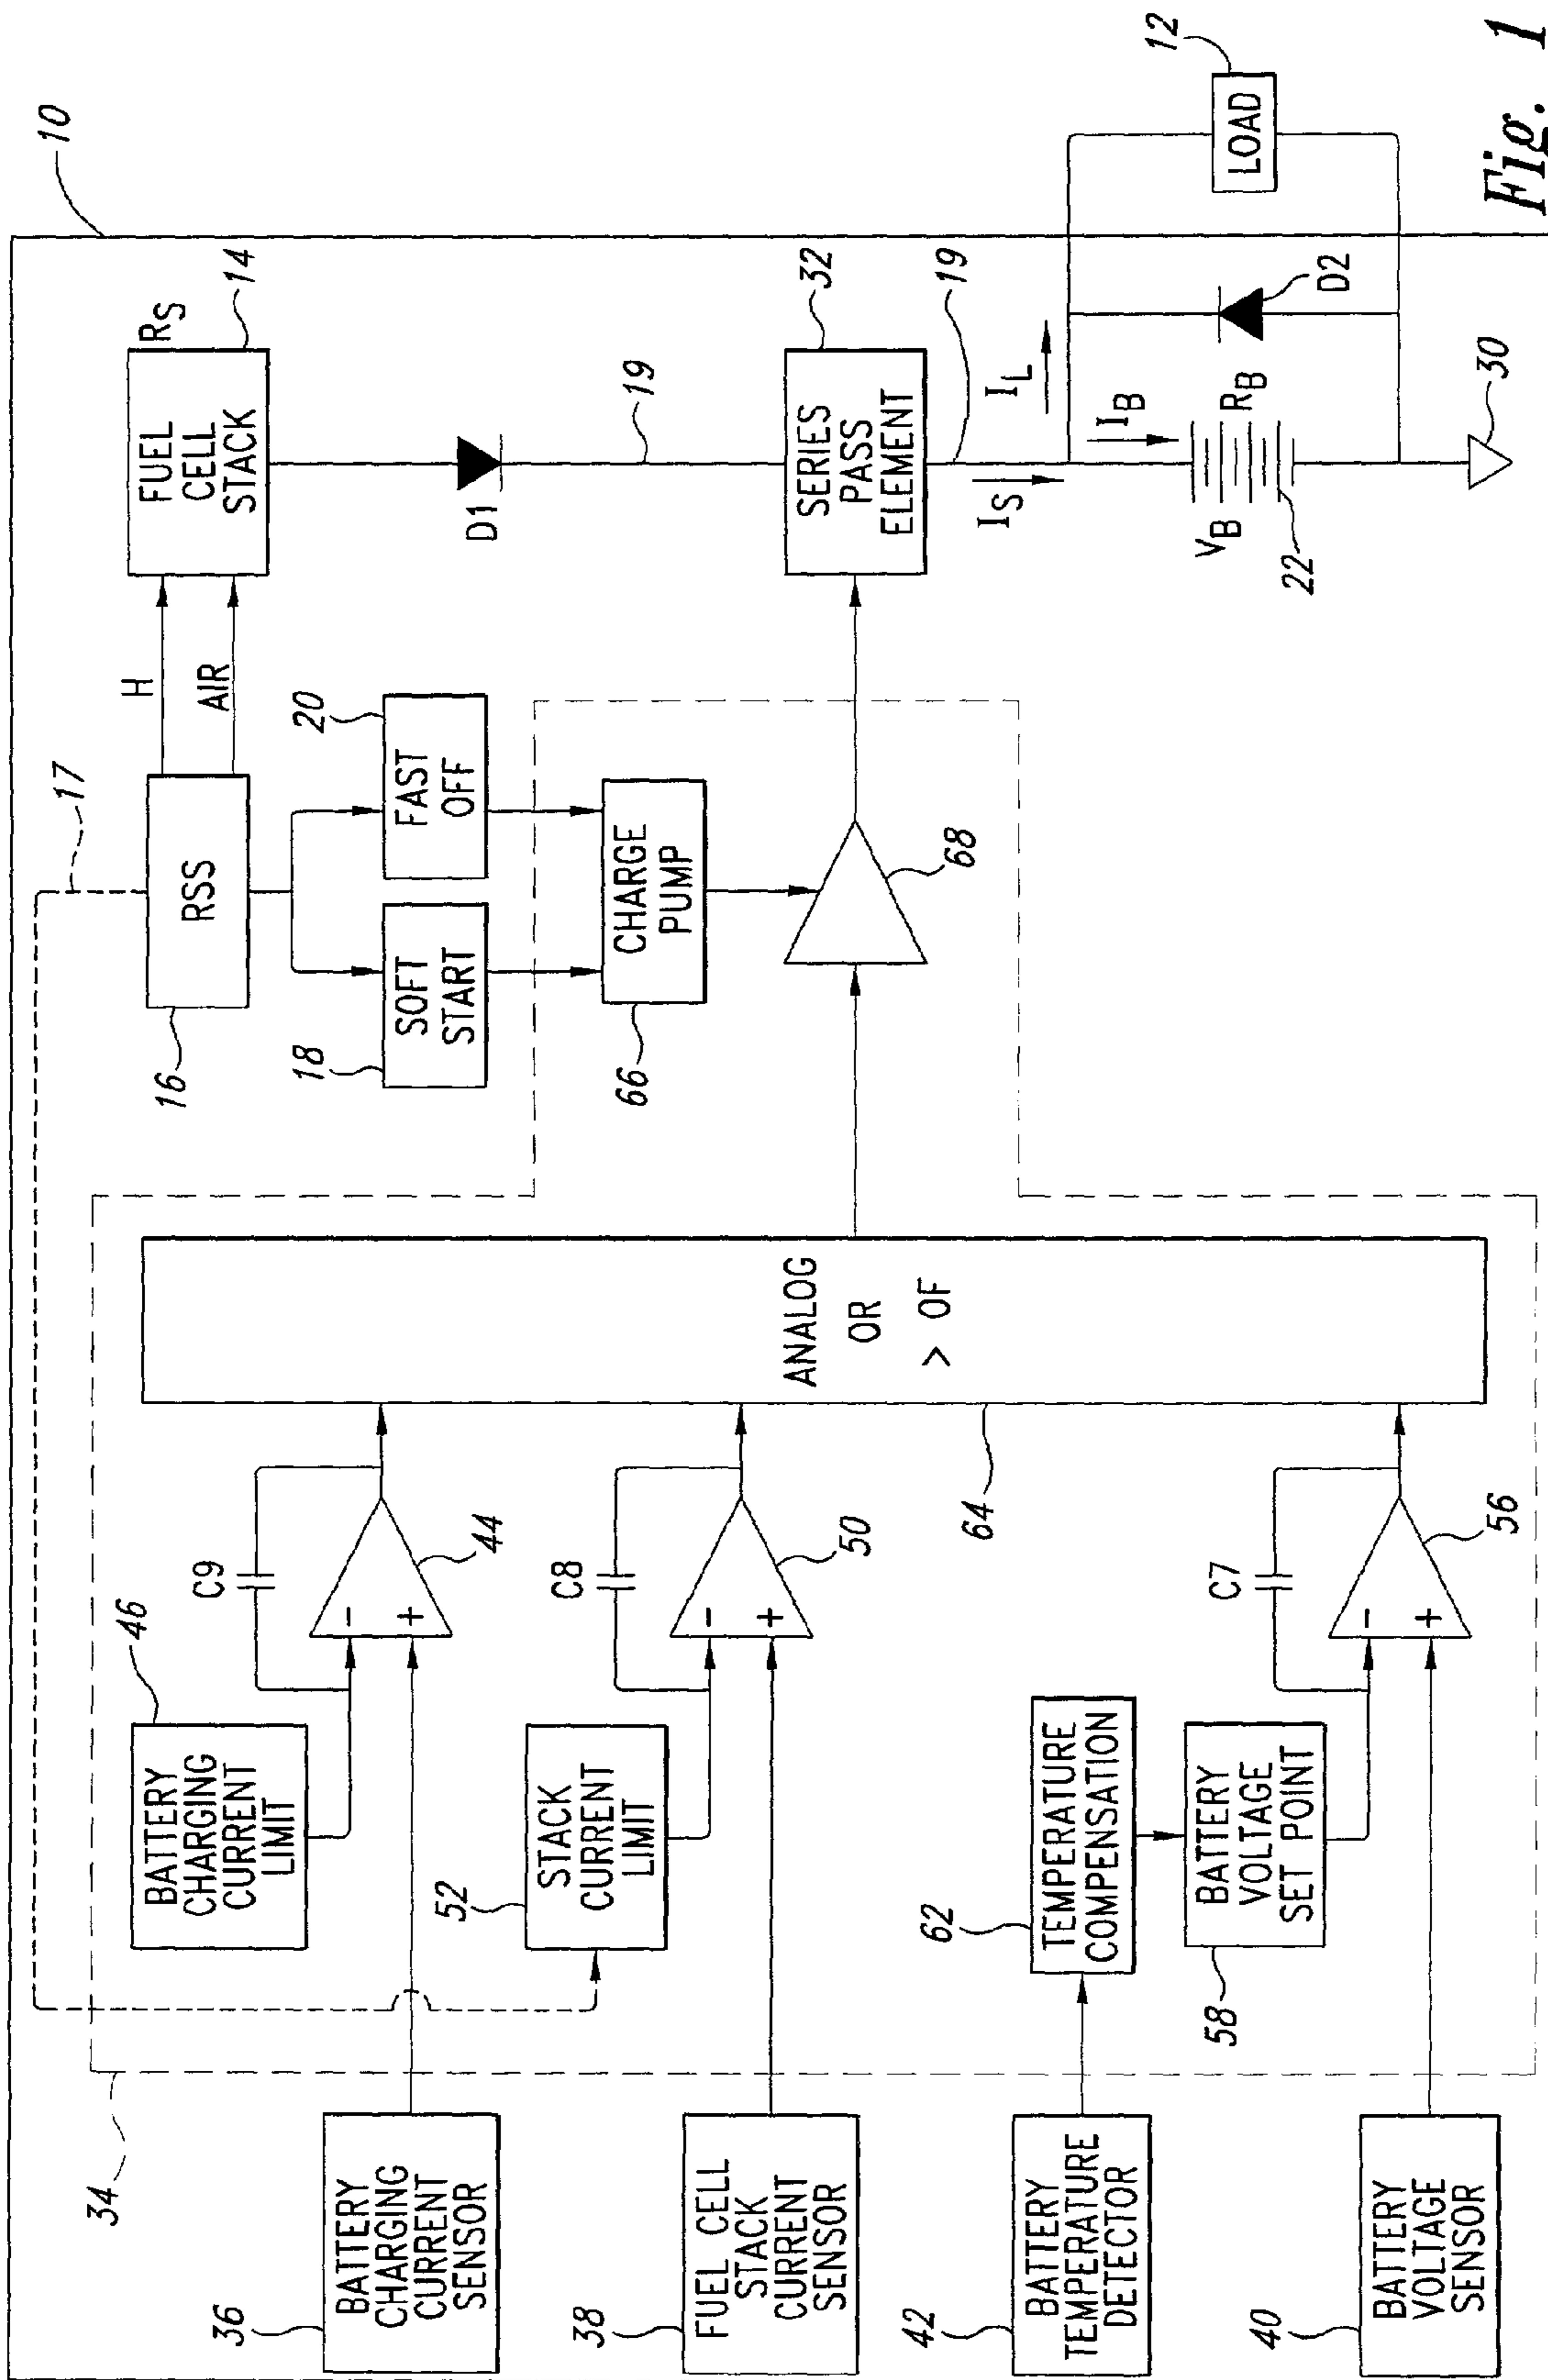 10
17
H
AIR
RSS
16
FUEL
CELL
STACK
RS
14
FAST
OFF
20
SOFT
START
18
D1
19
CHARGE
PUMP
66
68
SERIES
PASS
ELEMENT
32
19
IS
IL
IB
VB
RB
22
D2
LOAD
12
30
34
46
BATTERY
CHARGING
CURRENT
LIMIT
C9
-
+
44
52
STACK
CURRENT
LIMIT
C8
-
+
50
62
TEMPERATURE
COMPENSATION
58
BATTERY
VOLTAGE
SET POINT
C7
-
+
56
ANALOG
OR
> OF
64
36
BATTERY
CHARGING
CURRENT
SENSOR
38
FUEL CELL
STACK
CURRENT
SENSOR
42
BATTERY
TEMPERATURE
DETECTOR
40
BATTERY
VOLTAGE
SENSOR
Fig. 1